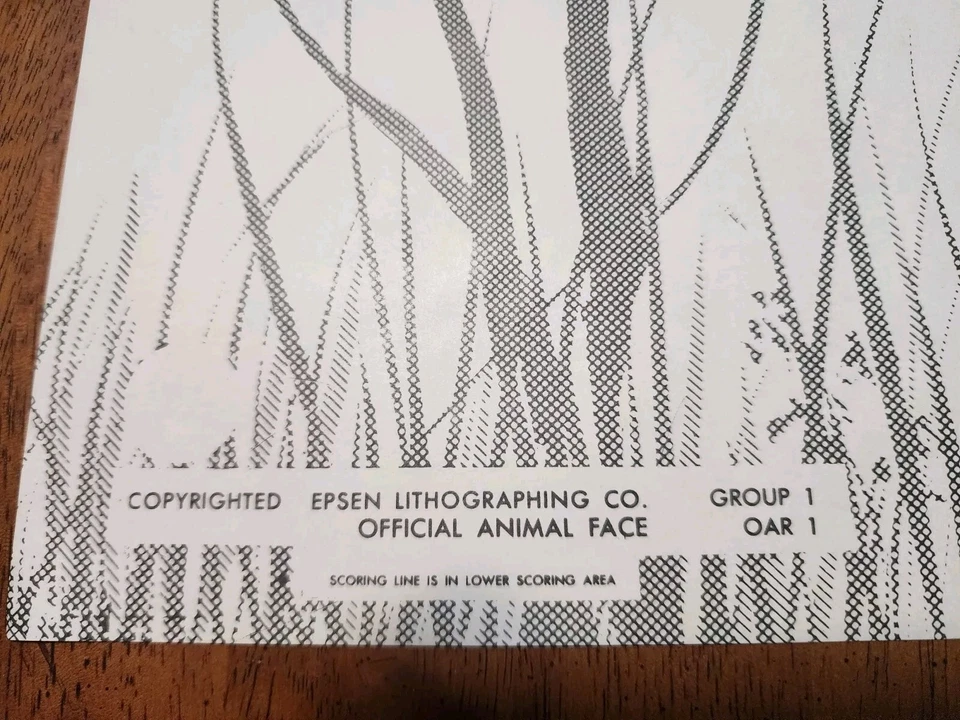 COPYRIGHTED EPSEN LITHOGRAPHING CO. GROUP 1
OFFICIAL ANIMAL FACE OAR 1
SCORING LINE IS IN LOWER SCORING AREA